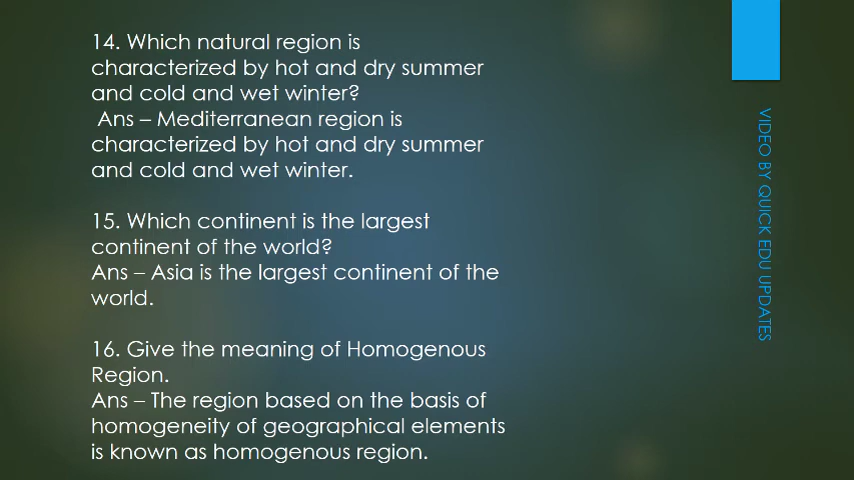 14. Which natural region is
characterized by hot and dry summer
and cold and wet winter?
Ans – Mediterranean region is
characterized by hot and dry summer
and cold and wet winter.
15. Which continent is the largest
continent of the world?
Ans – Asia is the largest continent of the
world.
16. Give the meaning of Homogenous
Region.
Ans – The region based on the basis of
homogeneity of geographical elements
is known as homogenous region.
VIDEO BY QUICK EDU UPDATES